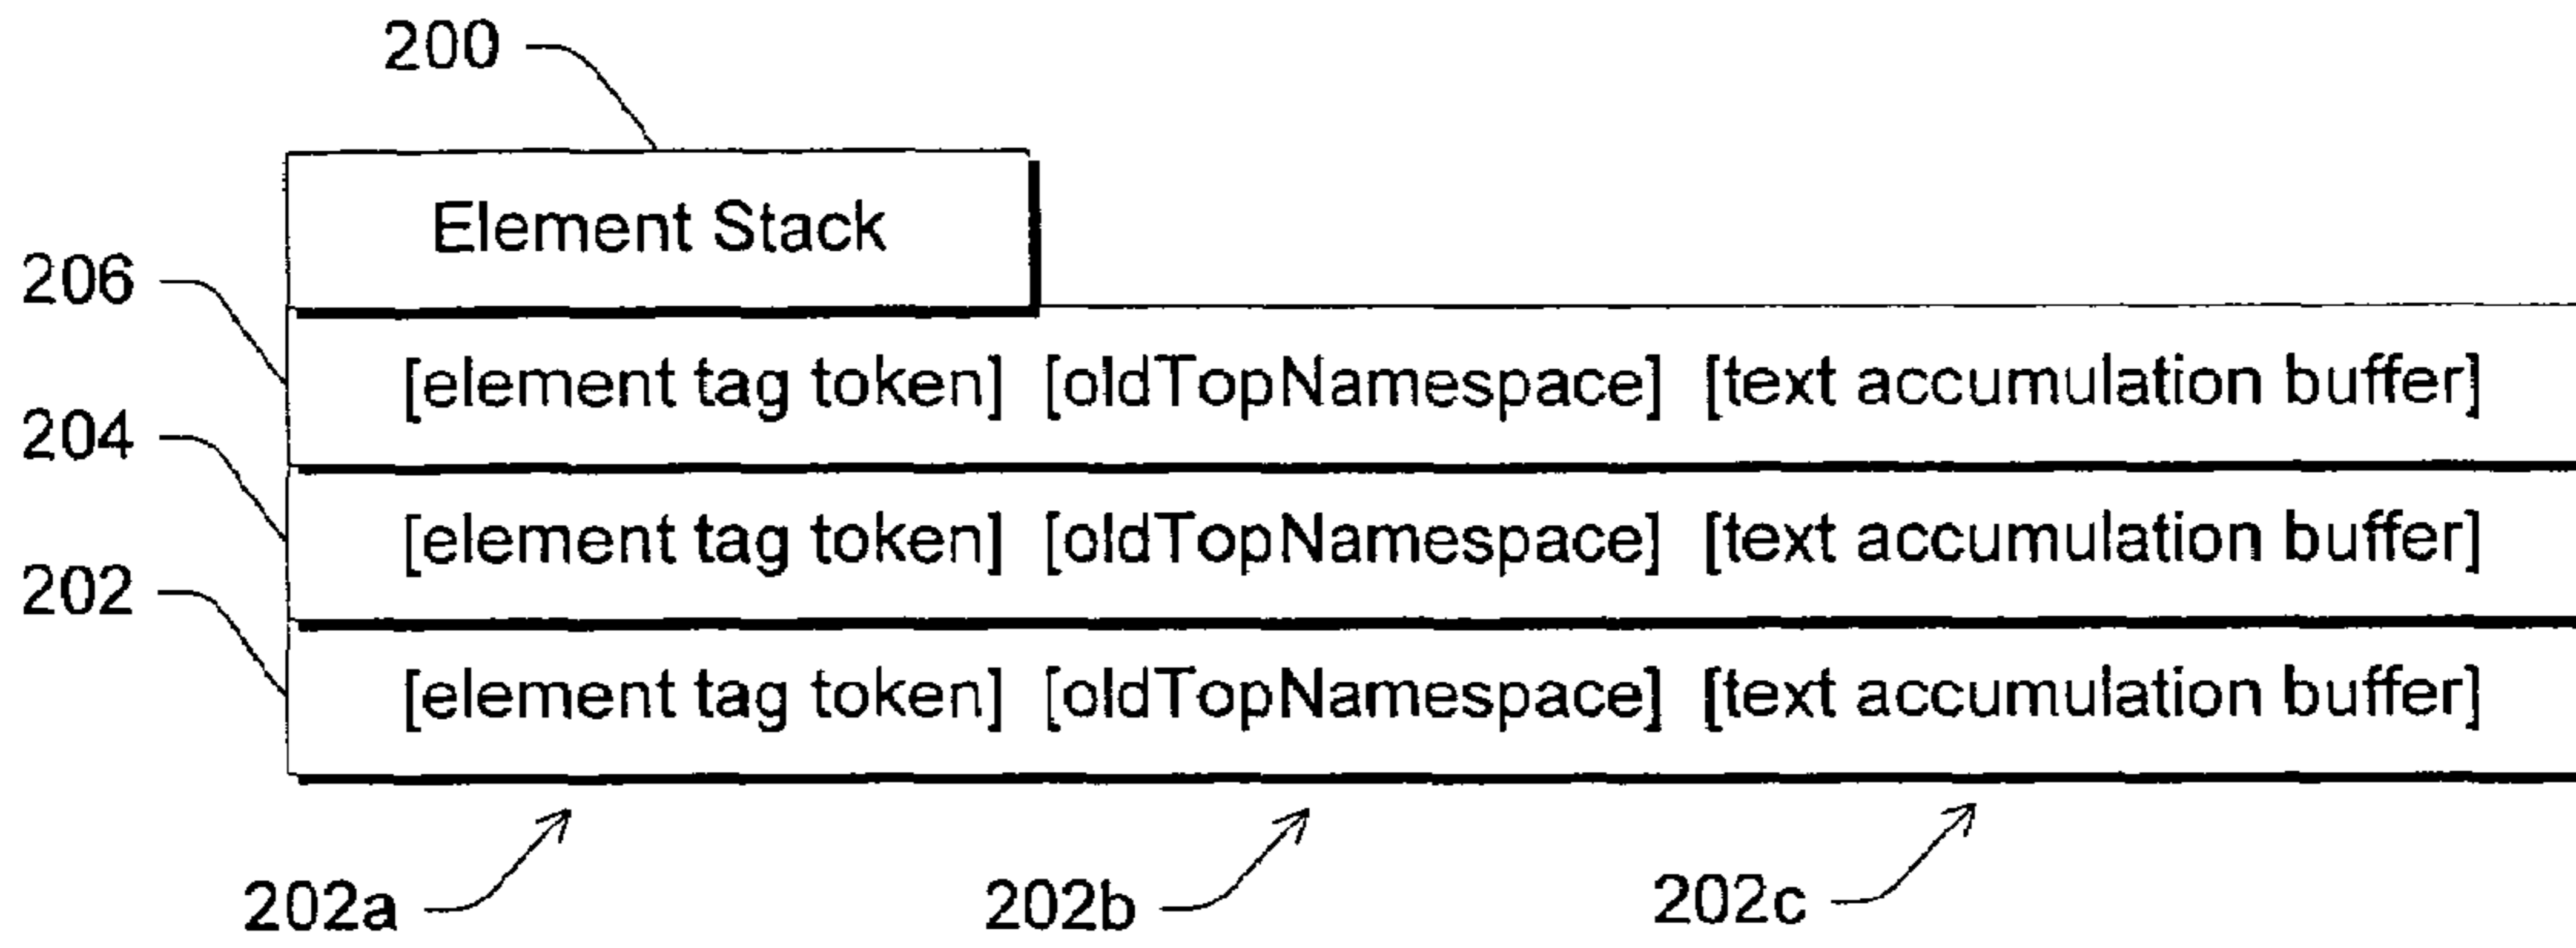 200
Element Stack
206
[element tag token] [oldTopNamespace] [text accumulation buffer]
204
[element tag token] [oldTopNamespace] [text accumulation buffer]
202
[element tag token] [oldTopNamespace] [text accumulation buffer]
202a 202b 202c